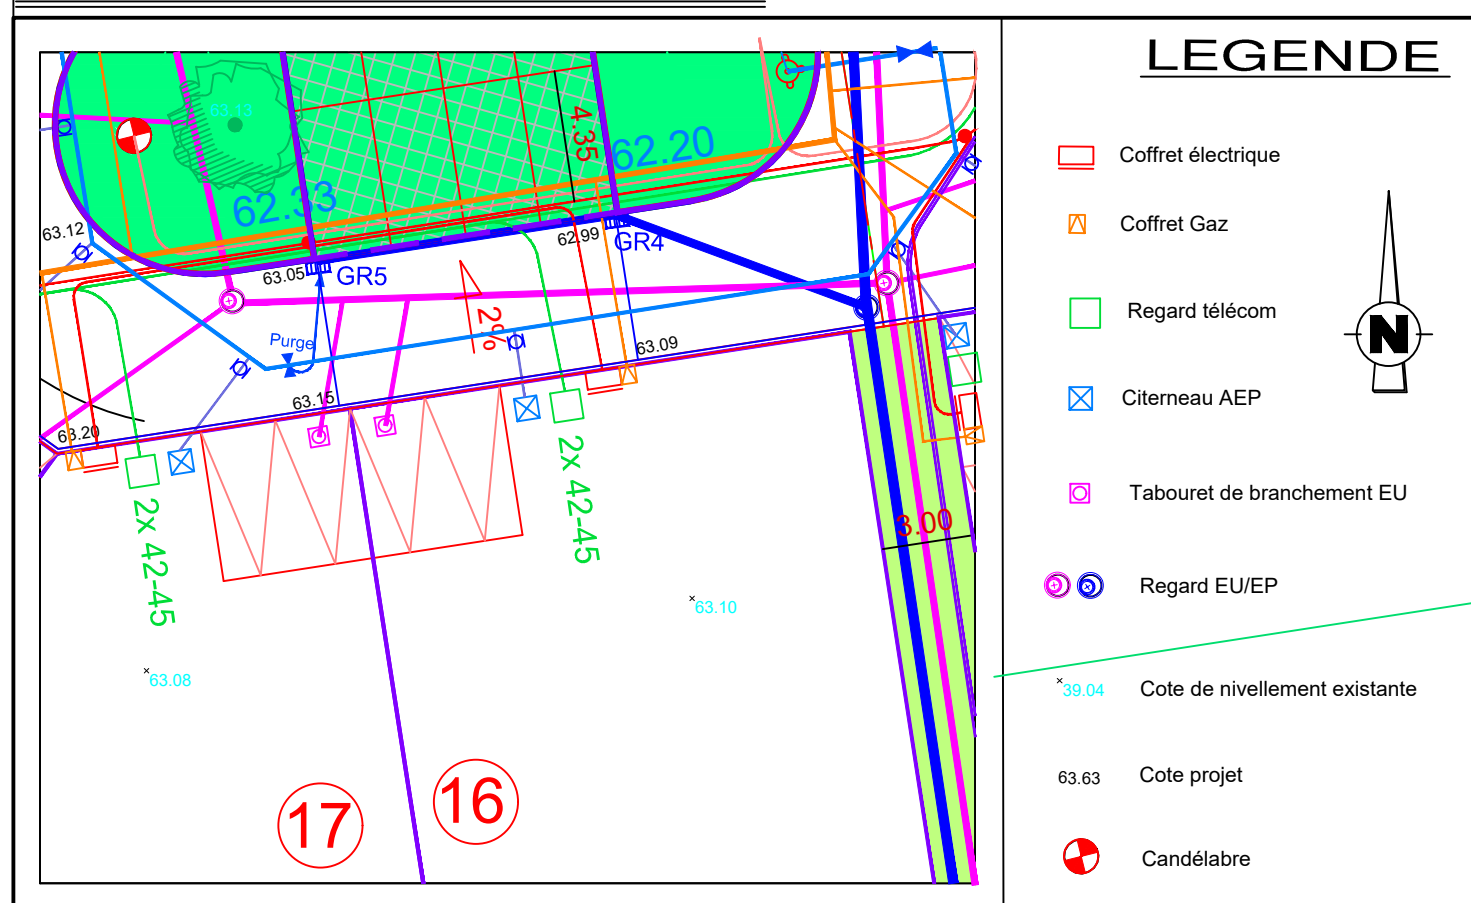 LEGENDE
63.13
4.35
62.20
62.33
63.12
62.99
GR4
63.05
GR5
2%
Purge
63.09
63.15
63.20
2x 42-45
2x 42-45
3.00
63.10
63.08
17
16
Coffret électrique
Coffret Gaz
Regard télécom
N
Citerneau AEP
Tabouret de branchement EU
Regard EU/EP
39.04
Cote de nivellement existante
63.63
Cote projet
Candélabre